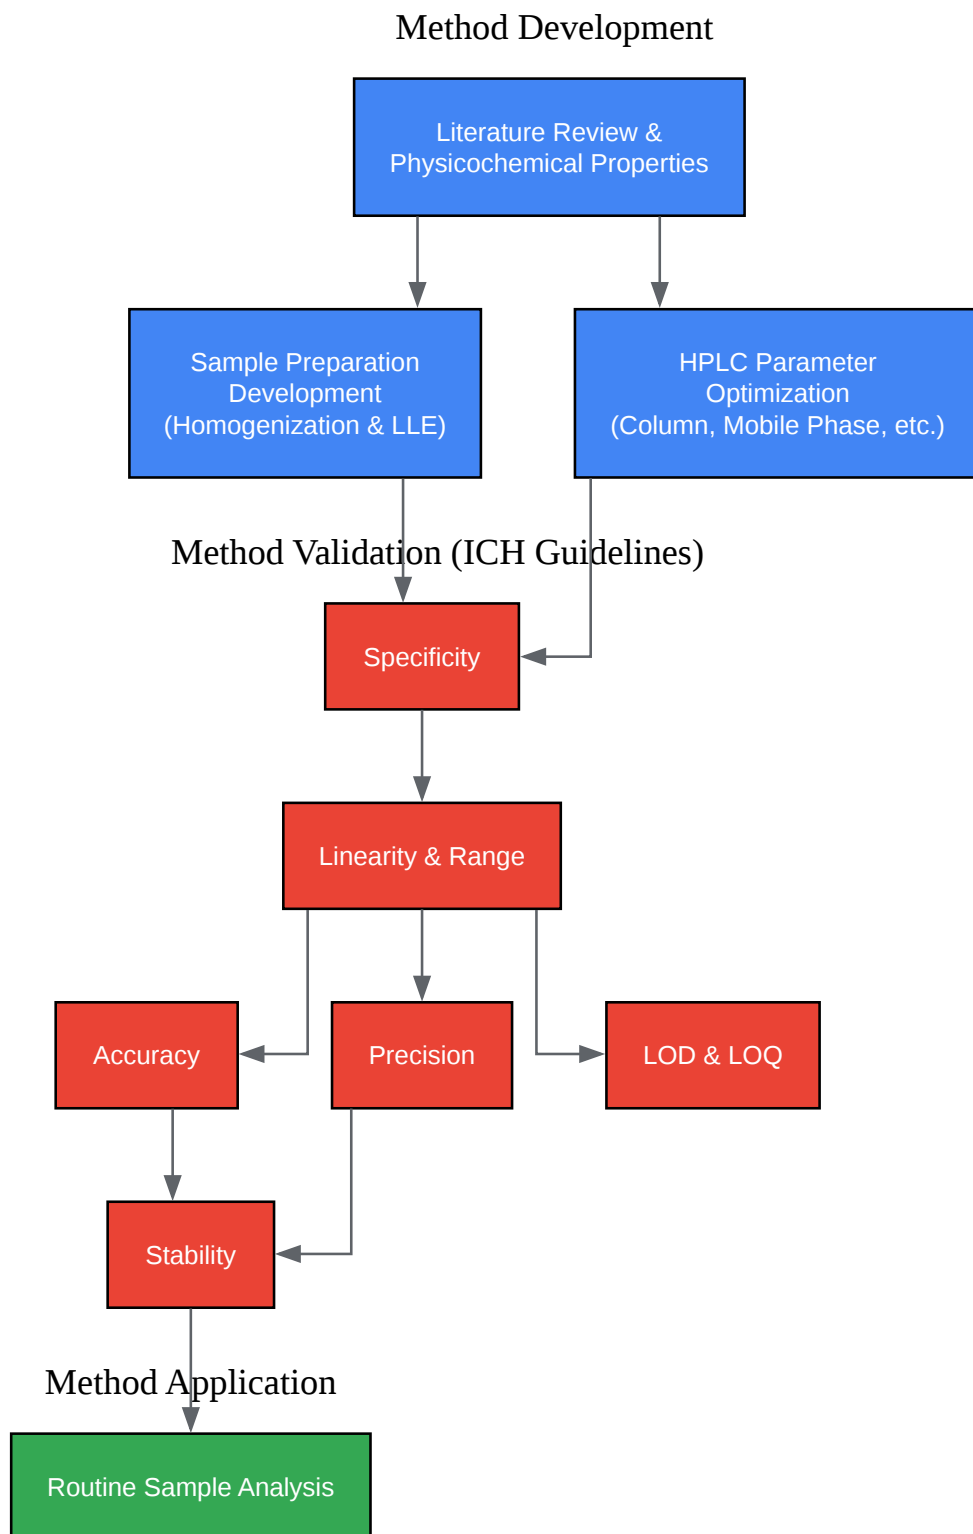 Method Development
Literature Review &
Physicochemical Properties
Sample Preparation
Development
(Homogenization & LLE)
HPLC Parameter
Optimization
(Column, Mobile Phase, etc.)
Method Validation (ICH Guidelines)
Specificity
Linearity & Range
Accuracy
Precision
LOD & LOQ
Stability
Method Application
Routine Sample Analysis